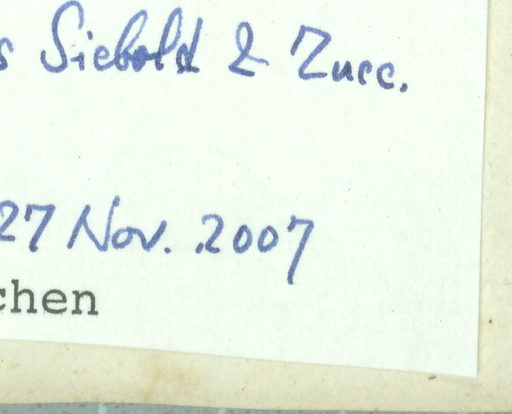 s Siebold & Zucc.
27 Nov. 2007
chen